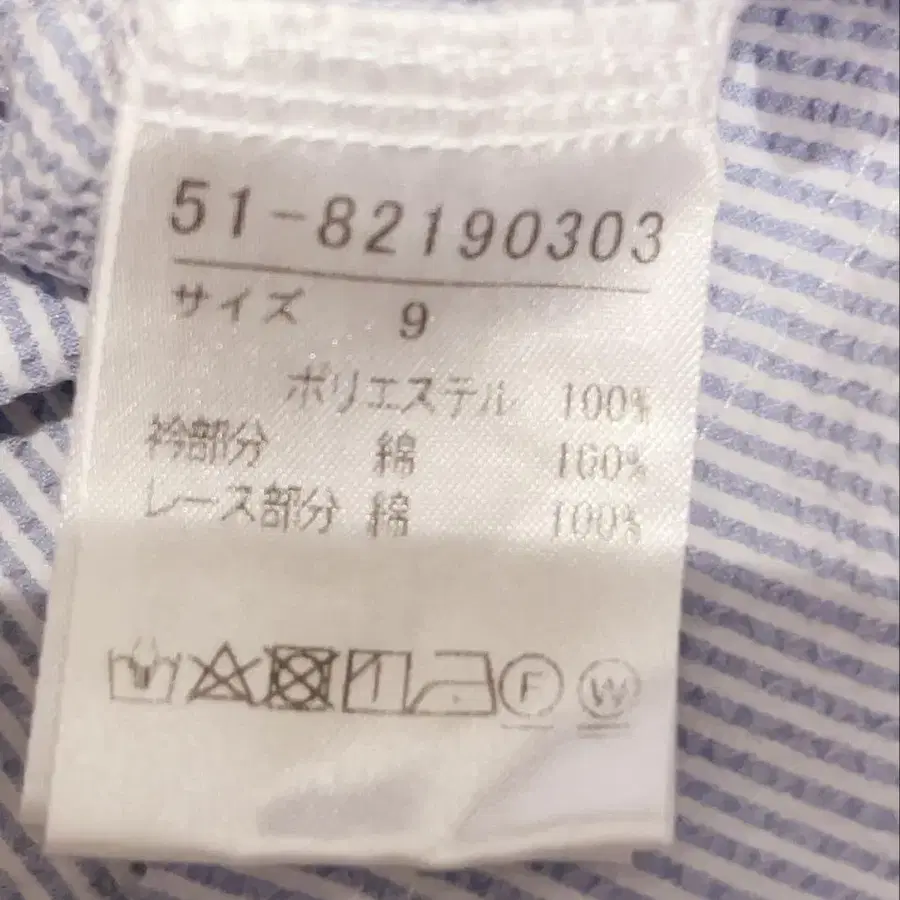 51-82190303
サイズ 9
ポリエステル 100%
衿部分 綿 100%
レース部分 綿 100%
F W